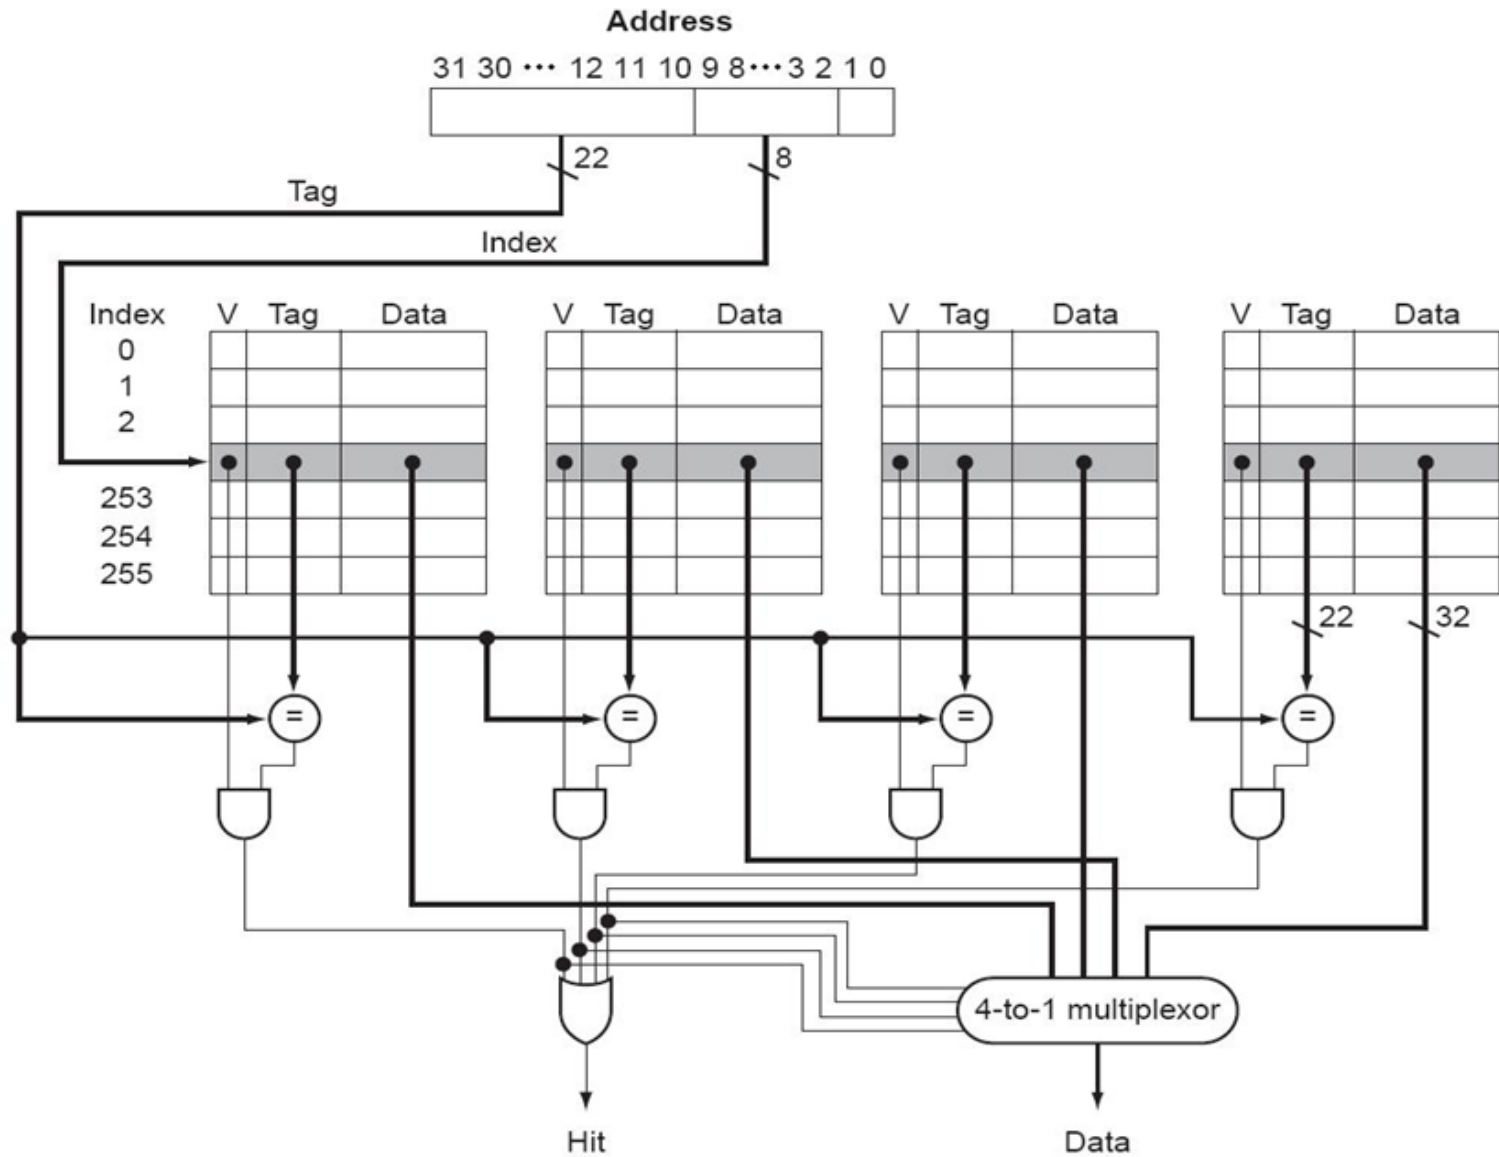 Address
31 30 ··· 12 11 10 9 8···3 2 1 0
22
8
Tag
Index
Index V Tag Data V Tag Data V Tag Data V Tag Data
0
1
2
253
254
255
22
32
= = = =
4-to-1 multiplexor
Hit
Data